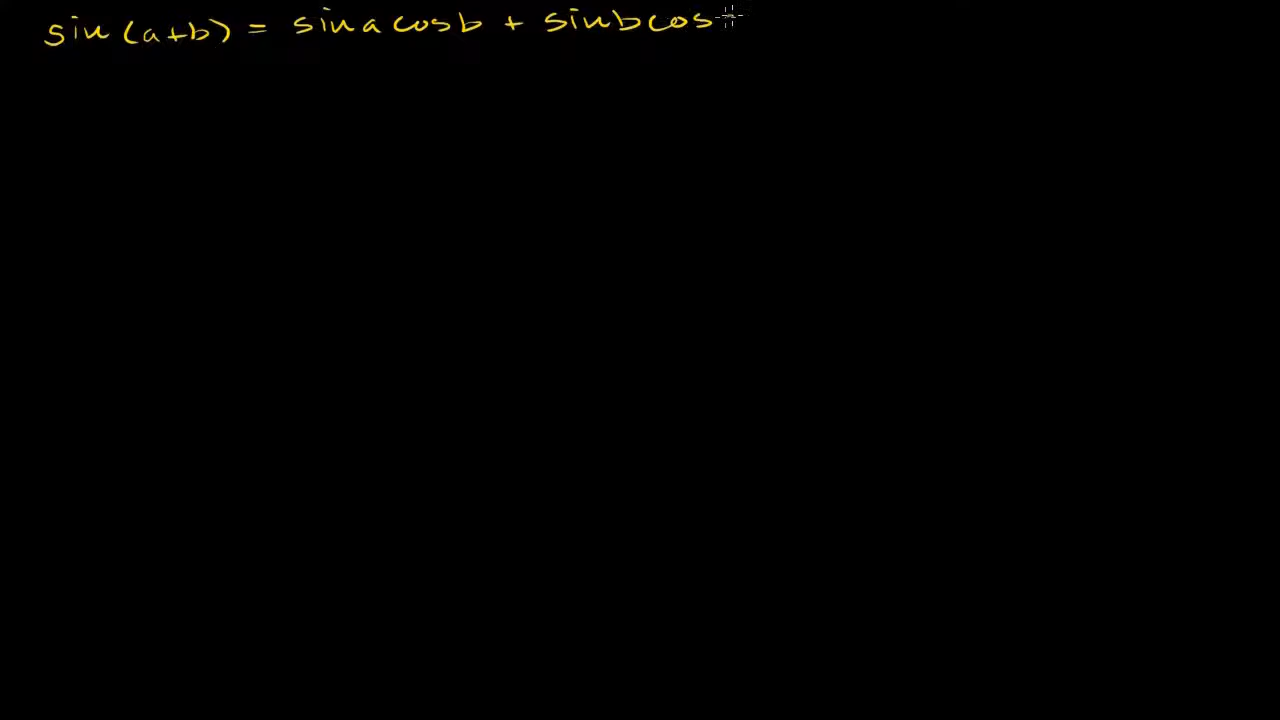 sin (a+b) = sin a cos b + sin b cos